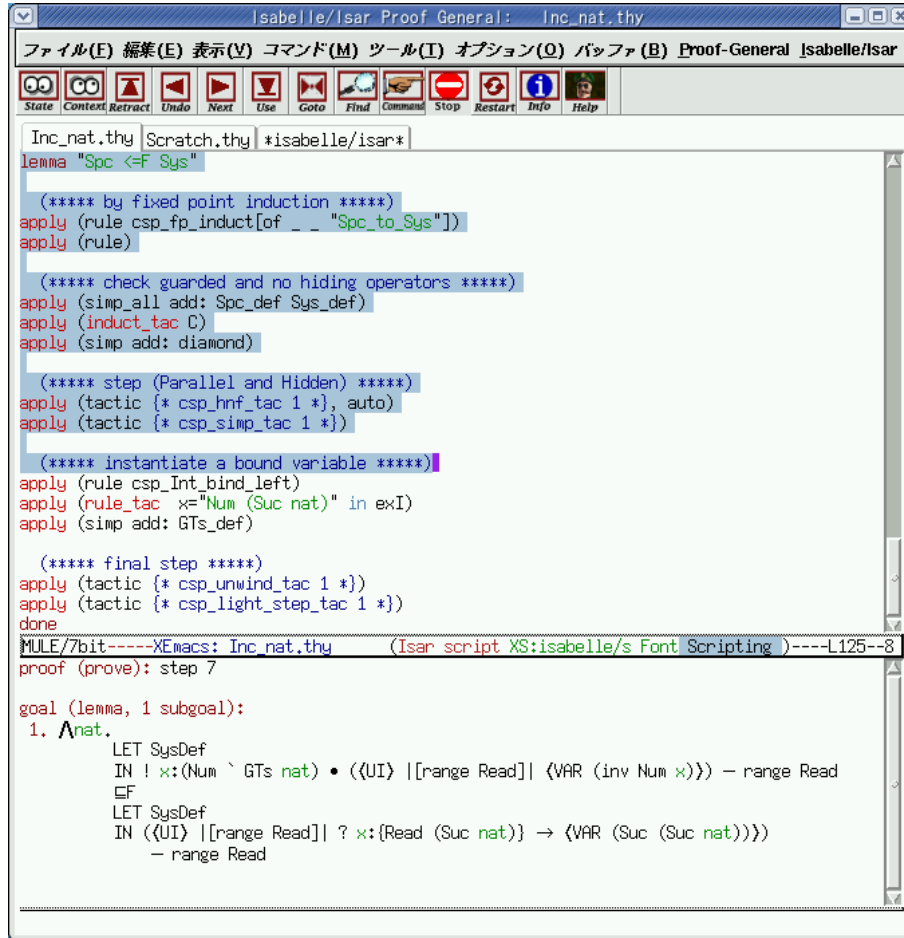 Isabelle/Isar Proof General: Inc_nat.thy
ファイル(F) 編集(E) 表示(V) コマンド(M) ツール(T) オプション(O) バッファ(B) Proof-General Isabelle/Isar
State Context Retract Undo Next Use Goto Find Command Stop Restart Info Help
Inc_nat.thy Scratch.thy *isabelle/isar*
lemma "Spc <=F Sys"
(***** by fixed point induction *****)
apply (rule csp_fp_induct[of _ _ "Spc_to_Sys"])
apply (rule)
(***** check guarded and no hiding operators *****)
apply (simp_all add: Spc_def Sys_def)
apply (induct_tac C)
apply (simp add: diamond)
(***** step (Parallel and Hidden) *****)
apply (tactic {* csp_hnf_tac 1 *}, auto)
apply (tactic {* csp_simp_tac 1 *})
(***** instantiate a bound variable *****)
apply (rule csp_Int_bind_left)
apply (rule_tac x="Num (Suc nat)" in exI)
apply (simp add: GTs_def)
(***** final step *****)
apply (tactic {* csp_unwind_tac 1 *})
apply (tactic {* csp_light_step_tac 1 *})
done
MULE/7bit-----XEmacs: Inc_nat.thy (Isar script XS:isabelle/s Font Scripting )----L125--8
proof (prove): step 7
goal (lemma, 1 subgoal):
1. ⋀nat.
LET SysDef
IN ! x:(Num ` GTs nat) • (⟨UI⟩ |[range Read]| ⟨VAR (inv Num x)⟩) − range Read
⊑F
LET SysDef
IN (⟨UI⟩ |[range Read]| ? x:{Read (Suc nat)} → ⟨VAR (Suc (Suc nat))⟩)
− range Read